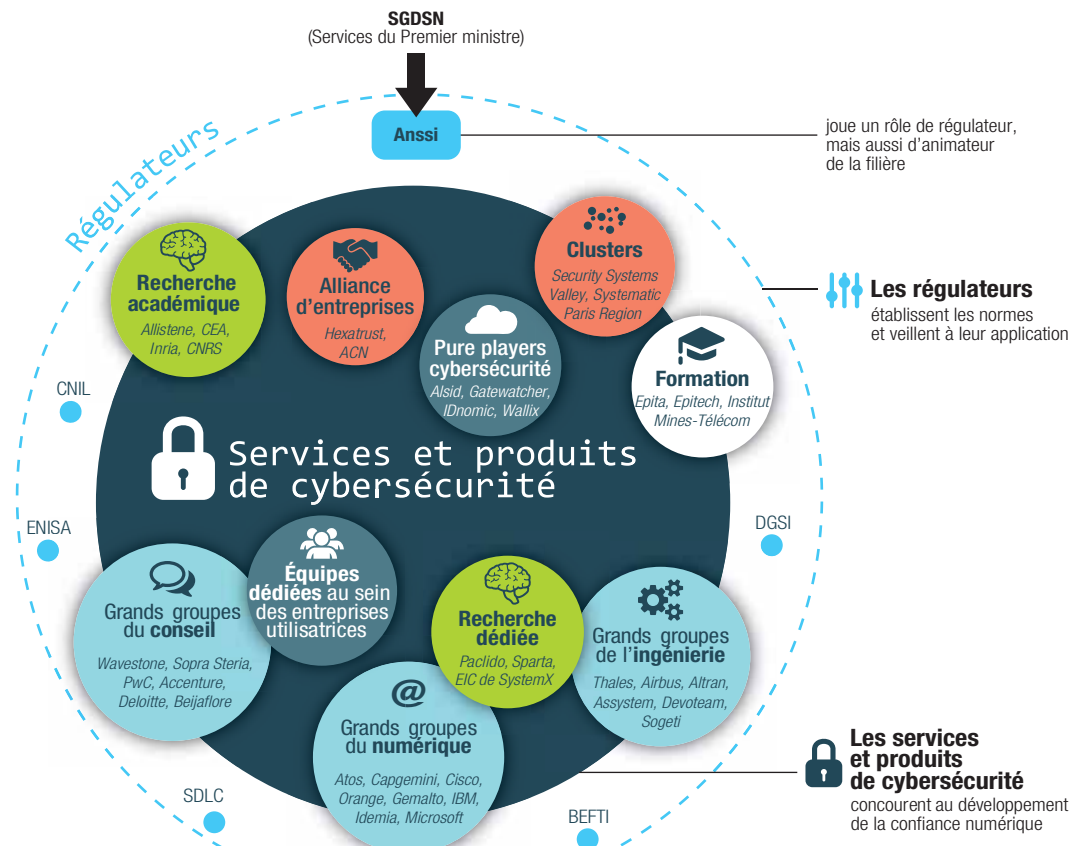 SGDSN
(Services du Premier ministre)
Anssi
joue un rôle de régulateur,
mais aussi d'animateur
de la filière
Régulateurs
Recherche
académique
Allistene, CEA,
Inria, CNRS
Alliance
d'entreprises
Hexatrust,
ACN
Clusters
Security Systems
Valley, Systematic
Paris Region
Pure players
cybersécurité
Alsid, Gatewatcher,
IDnomic, Wallix
Formation
Epita, Epitech, Institut
Mines-Télécom
Les régulateurs
établissent les normes
et veillent à leur application
CNIL
Services et produits
de cybersécurité
ENISA
DGSI
Grands groupes
du conseil
Wavestone, Sopra Steria,
PwC, Accenture,
Deloitte, Beijaflore
Équipes
dédiées au sein
des entreprises
utilisatrices
Recherche
dédiée
Paclido, Sparta,
EIC de SystemX
Grands groupes
de l'ingénierie
Thales, Airbus, Altran,
Assystem, Devoteam,
Sogeti
@
Grands groupes
du numérique
Atos, Capgemini, Cisco,
Orange, Gemalto, IBM,
Idemia, Microsoft
Les services
et produits
de cybersécurité
concourent au développement
de la confiance numérique
SDLC
BEFTI